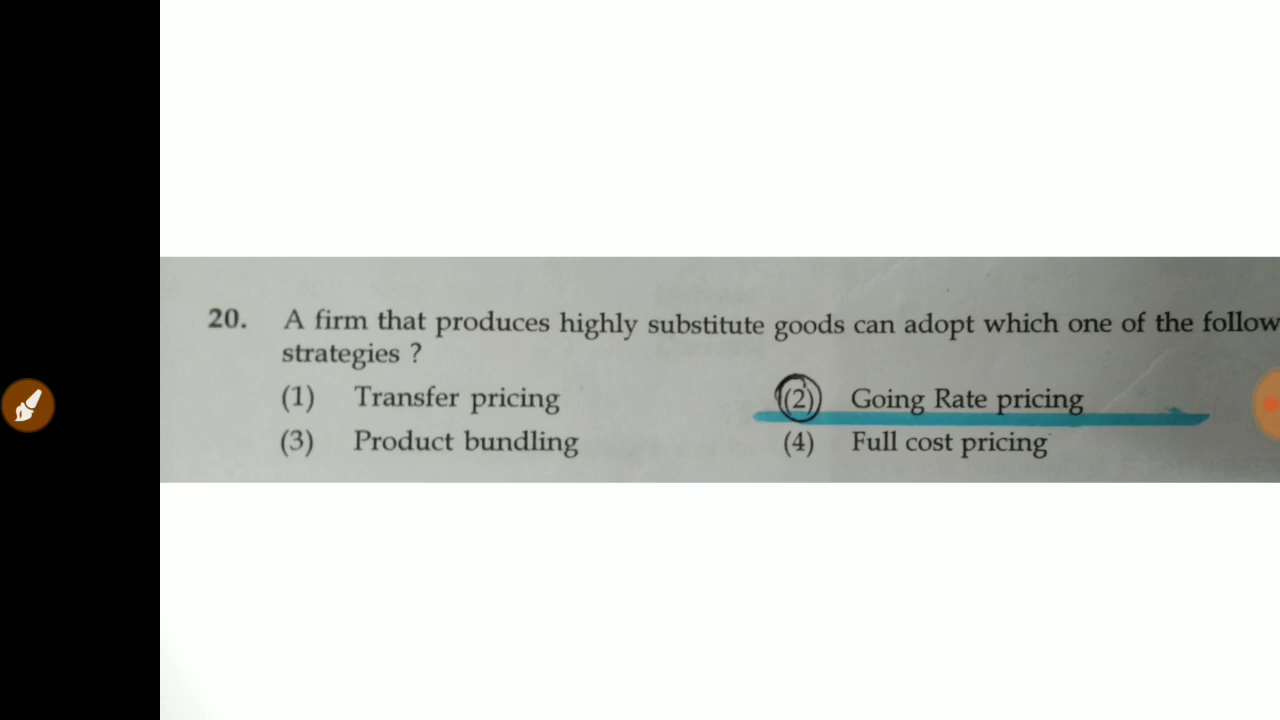 20. A firm that produces highly substitute goods can adopt which one of the follow
strategies ?
(1) Transfer pricing (2) Going Rate pricing
(3) Product bundling (4) Full cost pricing